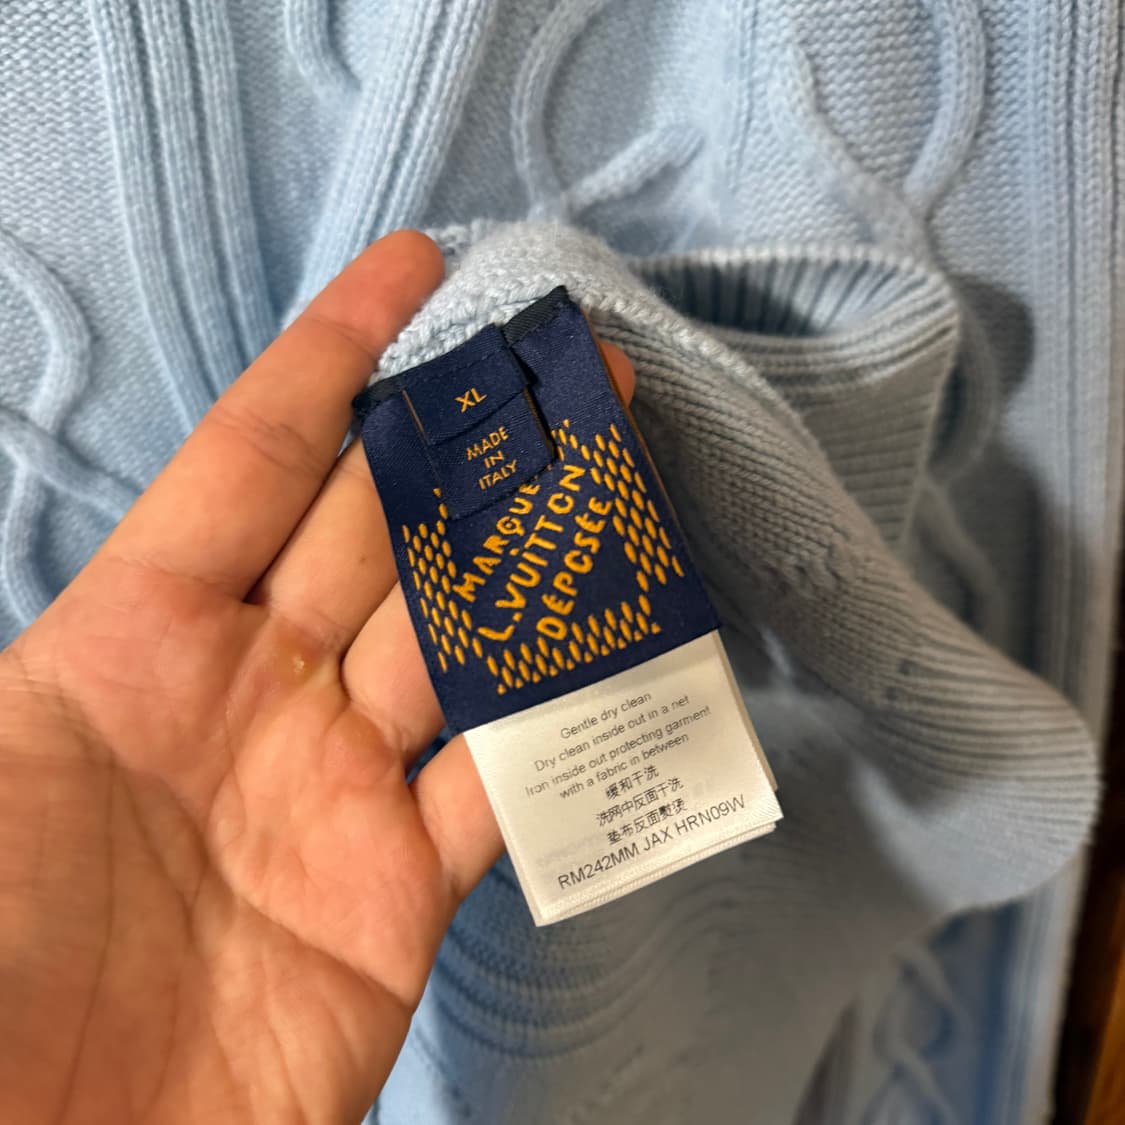 XL
MADE
IN
ITALY
MARQUE
L.VUITTON
DÉPOSÉE
Gentle dry clean
Dry clean inside out in a net
Iron inside out protecting garment
with a fabric in between
缓和干洗
洗网中反面干洗
垫布反面熨烫
RM242MM JAX HRN09W